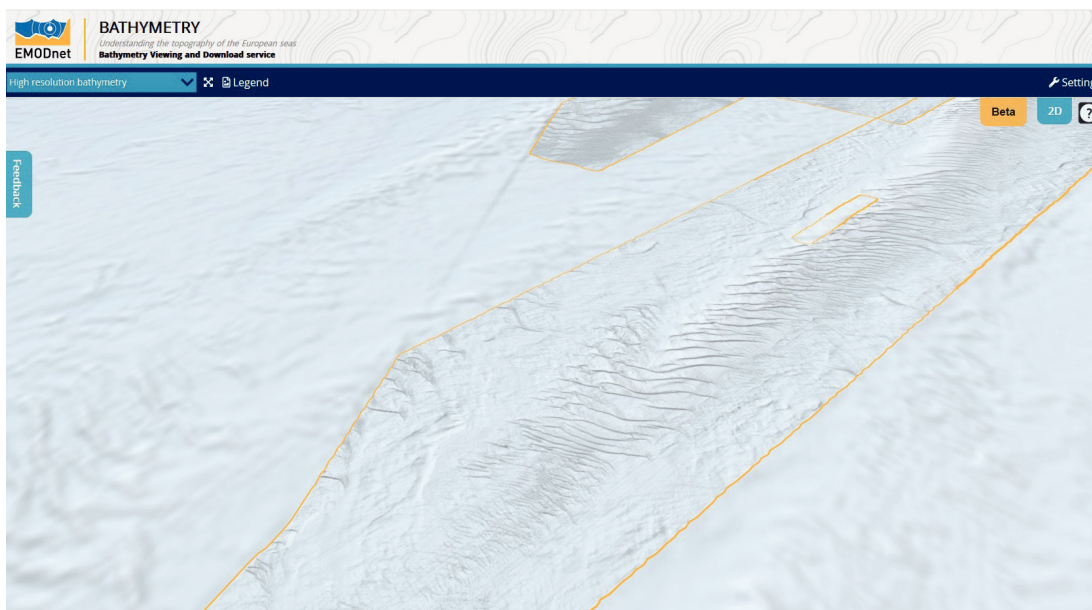 EMODnet
BATHYMETRY
Understanding the topography of the European seas
Bathymetry Viewing and Download service
High resolution bathymetry
Legend
Setting
Beta
2D
?
Feedback